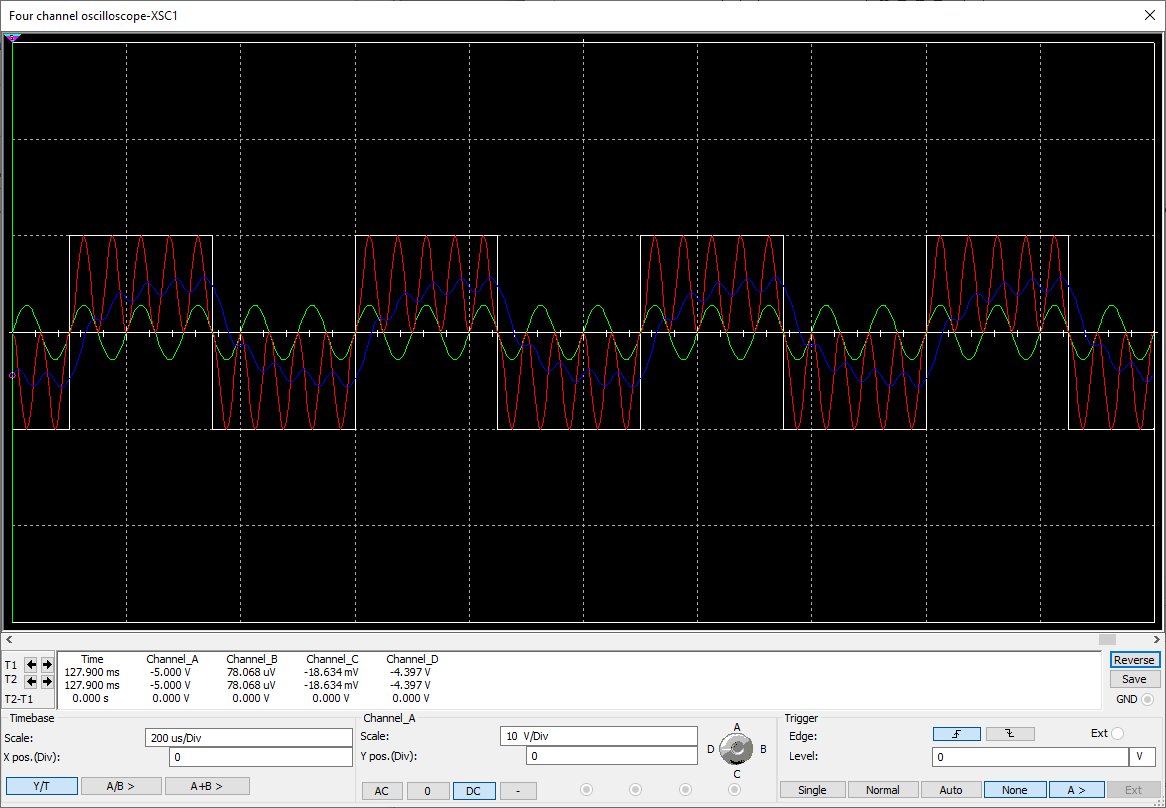 Four channel oscilloscope-XSC1
T1
T2
T2-T1
Time Channel_A Channel_B Channel_C Channel_D
127.900 ms -5.000 V 78.068 uV -18.634 mV -4.397 V
127.900 ms -5.000 V 78.068 uV -18.634 mV -4.397 V
0.000 s 0.000 V 0.000 V 0.000 V 0.000 V
Reverse
Save
GND
Timebase
Scale: 200 us/Div
X pos.(Div): 0
Y/T A/B > A+B >
Channel_A
Scale: 10 V/Div
Y pos.(Div): 0
AC 0 DC -
A
D B
C
Trigger
Edge: Ext
Level: 0 V
Single Normal Auto None A > Ext